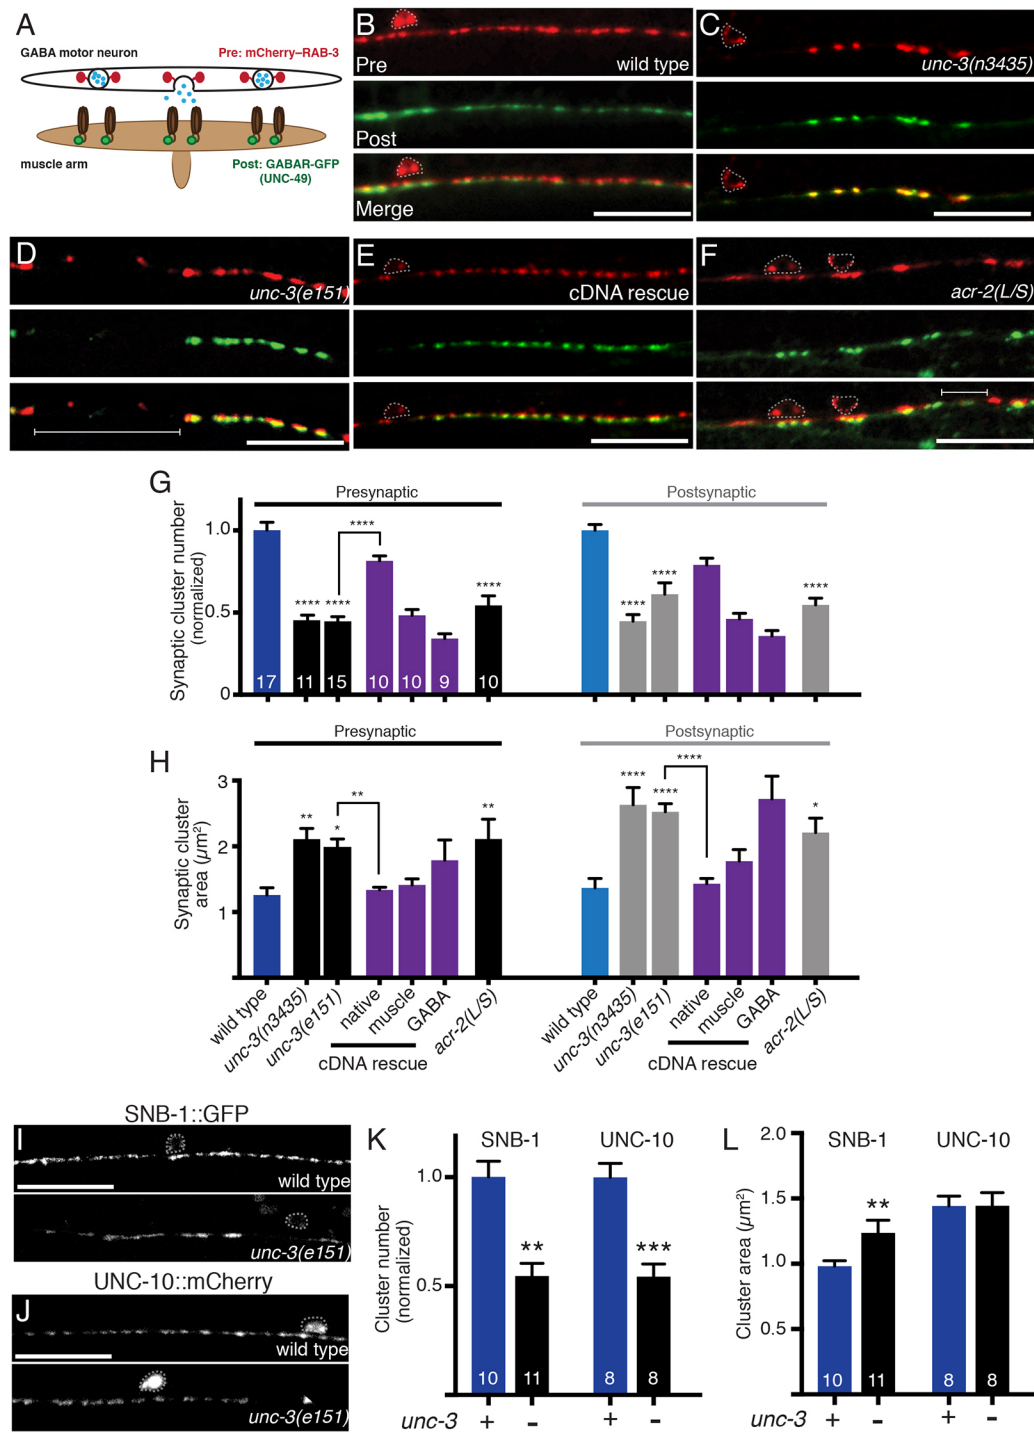 A
GABA motor neuron
Pre: mCherry–RAB-3
muscle arm
Post: GABAR-GFP
(UNC-49)
B
Pre
wild type
Post
Merge
C
unc-3(n3435)
D
unc-3(e151)
E
cDNA rescue
F
acr-2(L/S)
G
Presynaptic
Postsynaptic
Synaptic cluster number
(normalized)
1.0
0.5
0
**** **** **** ****
**** **** ****
17 11 15 10 10 9 10
H
Presynaptic
Postsynaptic
Synaptic cluster
area (µm²)
3
2
1
** * ** **
**** **** **** *
wild type
unc-3(n3435)
unc-3(e151)
native
muscle
GABA
acr-2(L/S)
cDNA rescue
wild type
unc-3(n3435)
unc-3(e151)
native
muscle
GABA
acr-2(L/S)
cDNA rescue
SNB-1::GFP
I
wild type
unc-3(e151)
UNC-10::mCherry
J
wild type
unc-3(e151)
K
SNB-1 UNC-10
Cluster number
(normalized)
1.0
0.5
** ***
10 11 8 8
unc-3 + - + -
L
SNB-1 UNC-10
Cluster area (µm²)
2.0
1.5
1.0
0.5
**
10 11 8 8
unc-3 + - + -